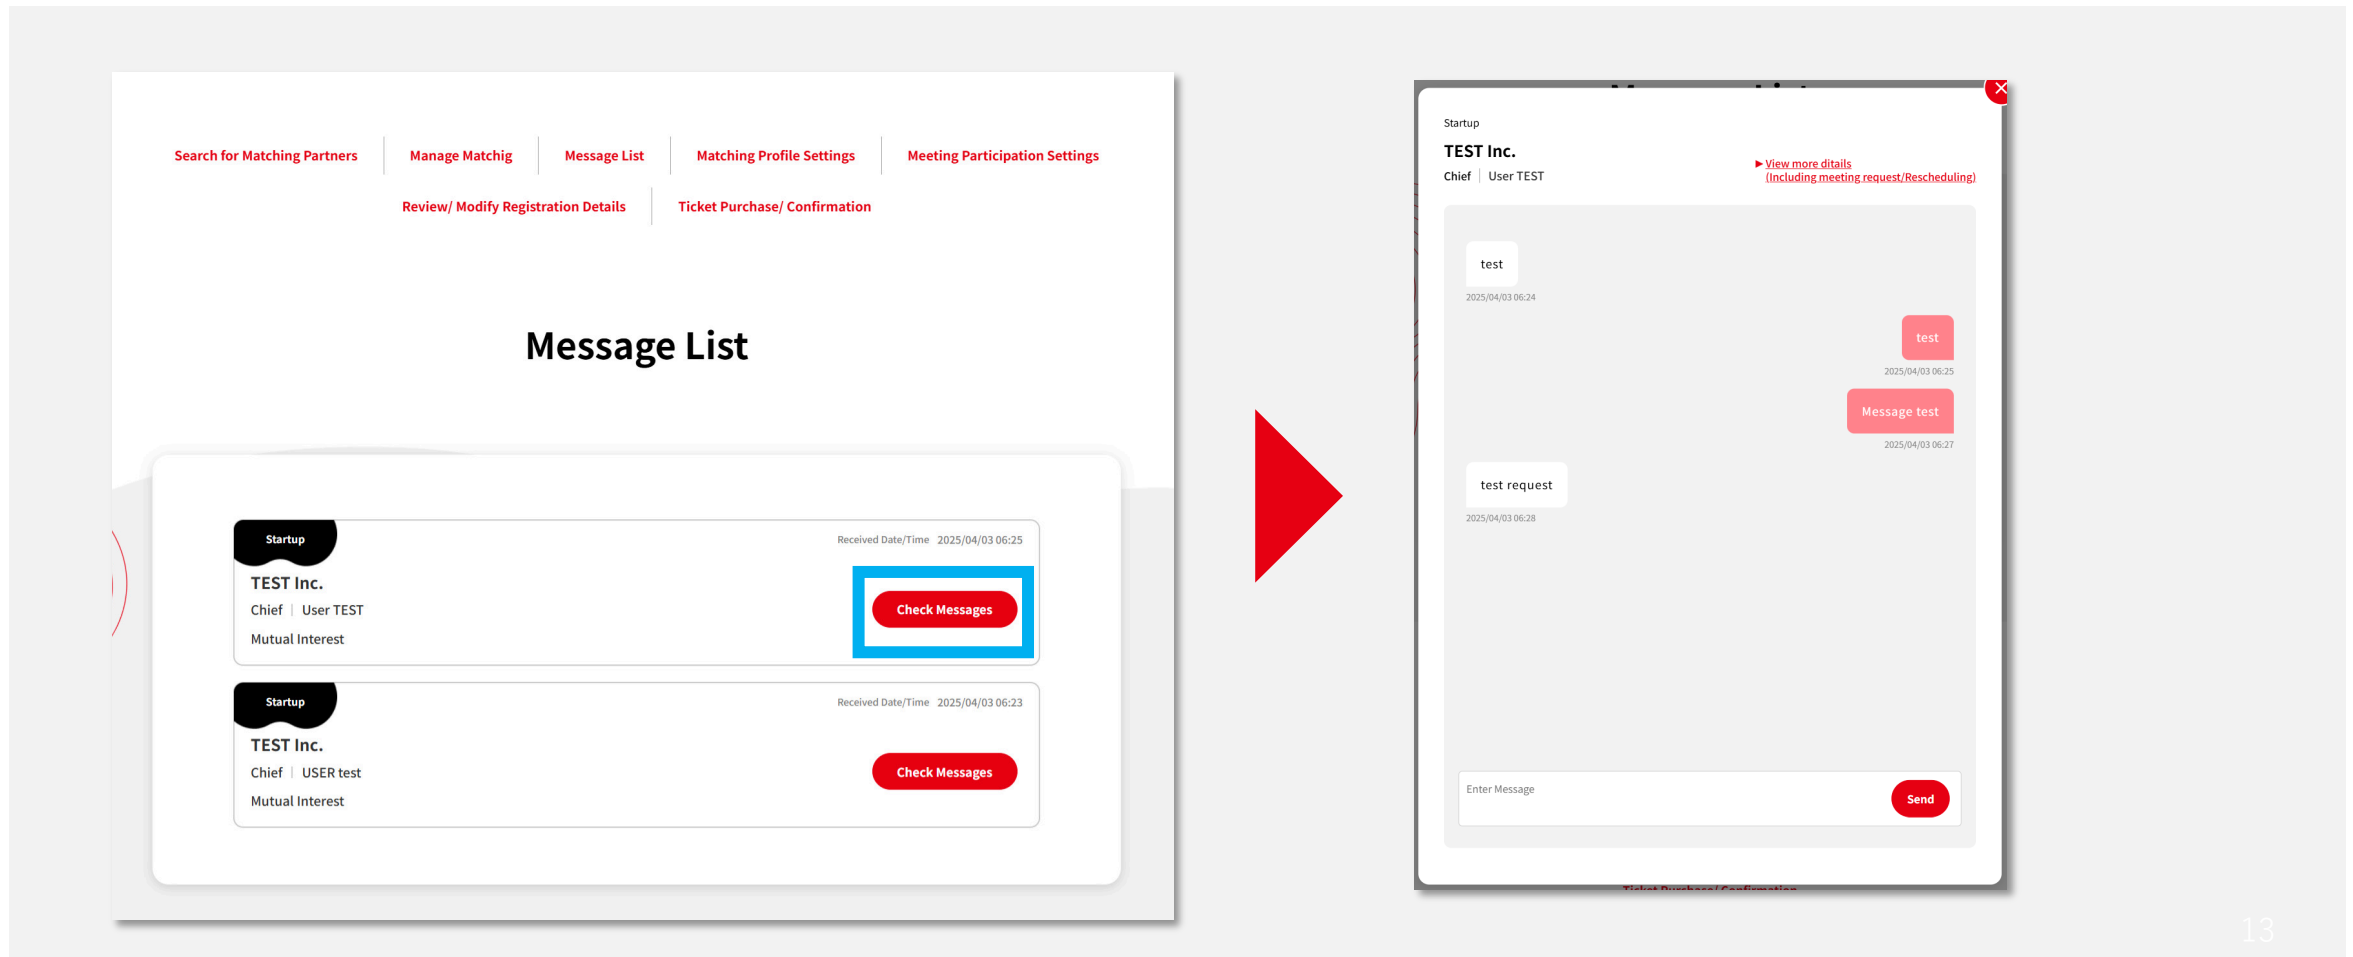 Search for Matching Partners
Manage Matchig
Message List
Matching Profile Settings
Meeting Participation Settings
Review/ Modify Registration Details
Ticket Purchase/ Confirmation
Message List
Startup
Received Date/Time 2025/04/03 06:25
TEST Inc.
Chief | User TEST
Check Messages
Mutual Interest
Startup
Received Date/Time 2025/04/03 06:23
TEST Inc.
Chief | USER test
Check Messages
Mutual Interest
Startup
TEST Inc.
Chief | User TEST
View more ditails
(Including meeting request/Rescheduling)
test
2025/04/03 06:24
test
2025/04/03 06:25
Message test
2025/04/03 06:27
test request
2025/04/03 06:28
Enter Message
Send
Ticket Purchase/ Confirmation
13